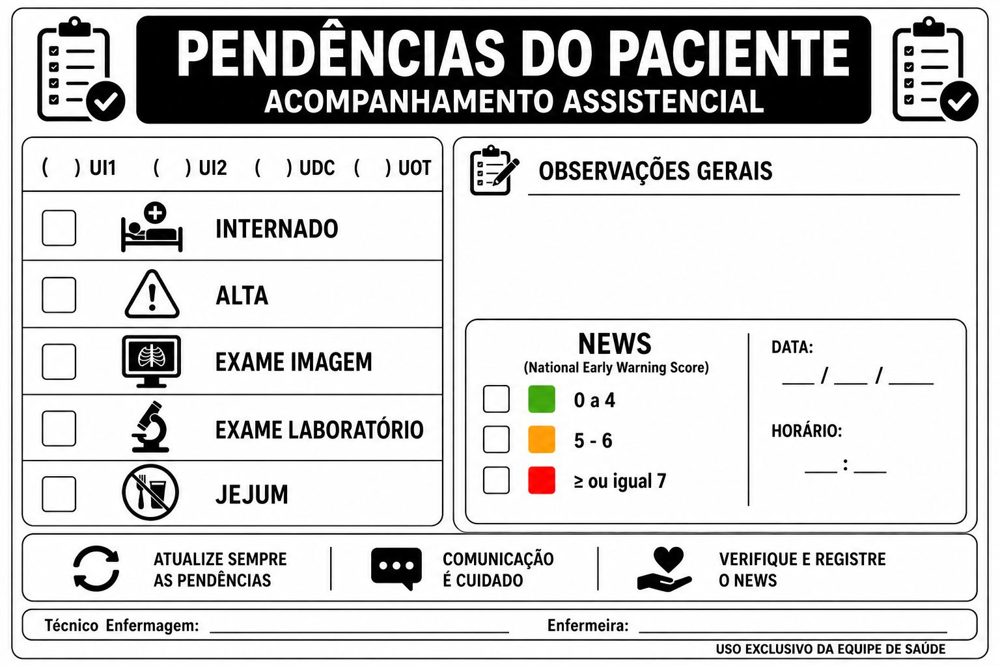 PENDÊNCIAS DO PACIENTE
ACOMPANHAMENTO ASSISTENCIAL
( ) UI1 ( ) UI2 ( ) UDC ( ) UOT
INTERNADO
ALTA
EXAME IMAGEM
EXAME LABORATÓRIO
JEJUM
OBSERVAÇÕES GERAIS
NEWS
(National Early Warning Score)
0 a 4
5 - 6
≥ ou igual 7
DATA:
___ / ___ / ____
HORÁRIO:
___ : ___
ATUALIZE SEMPRE
AS PENDÊNCIAS
COMUNICAÇÃO
É CUIDADO
VERIFIQUE E REGISTRE
O NEWS
Técnico Enfermagem: ____________ Enfermeira: ____________
USO EXCLUSIVO DA EQUIPE DE SAÚDE